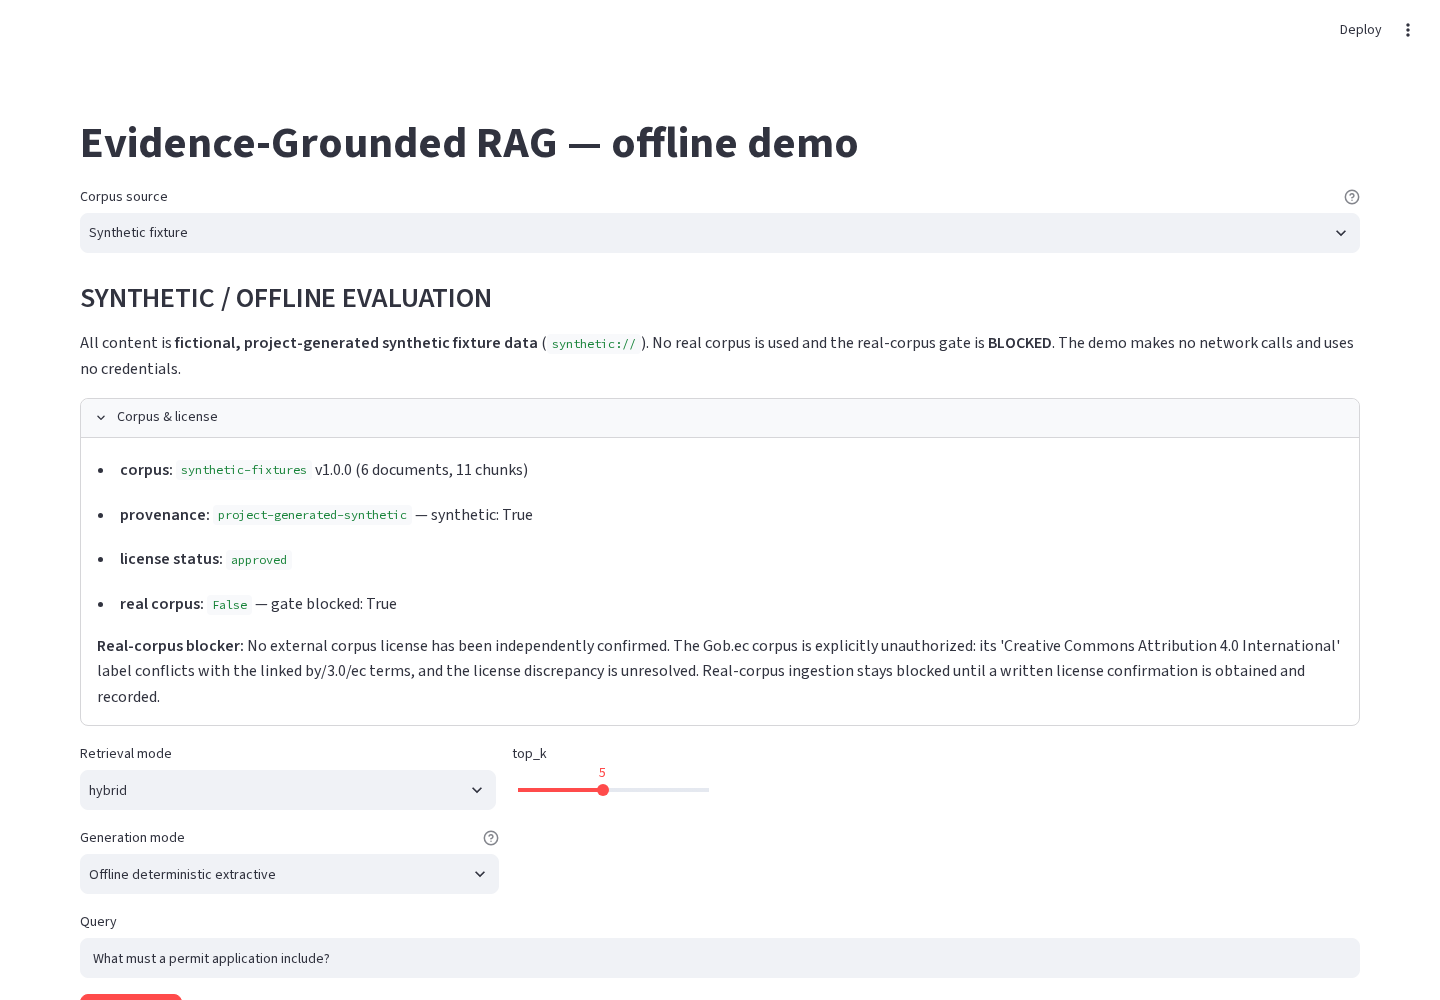 Deploy
Evidence-Grounded RAG — offline demo
Corpus source
Synthetic fixture
SYNTHETIC / OFFLINE EVALUATION
All content is fictional, project-generated synthetic fixture data ( synthetic:// ). No real corpus is used and the real-corpus gate is BLOCKED. The demo makes no network calls and uses
no credentials.
Corpus & license
• corpus: synthetic-fixtures v1.0.0 (6 documents, 11 chunks)
• provenance: project-generated-synthetic — synthetic: True
• license status: approved
• real corpus: False — gate blocked: True
Real-corpus blocker: No external corpus license has been independently confirmed. The Gob.ec corpus is explicitly unauthorized: its 'Creative Commons Attribution 4.0 International'
label conflicts with the linked by/3.0/ec terms, and the license discrepancy is unresolved. Real-corpus ingestion stays blocked until a written license confirmation is obtained and
recorded.
Retrieval mode
hybrid
top_k
5
Generation mode
Offline deterministic extractive
Query
What must a permit application include?